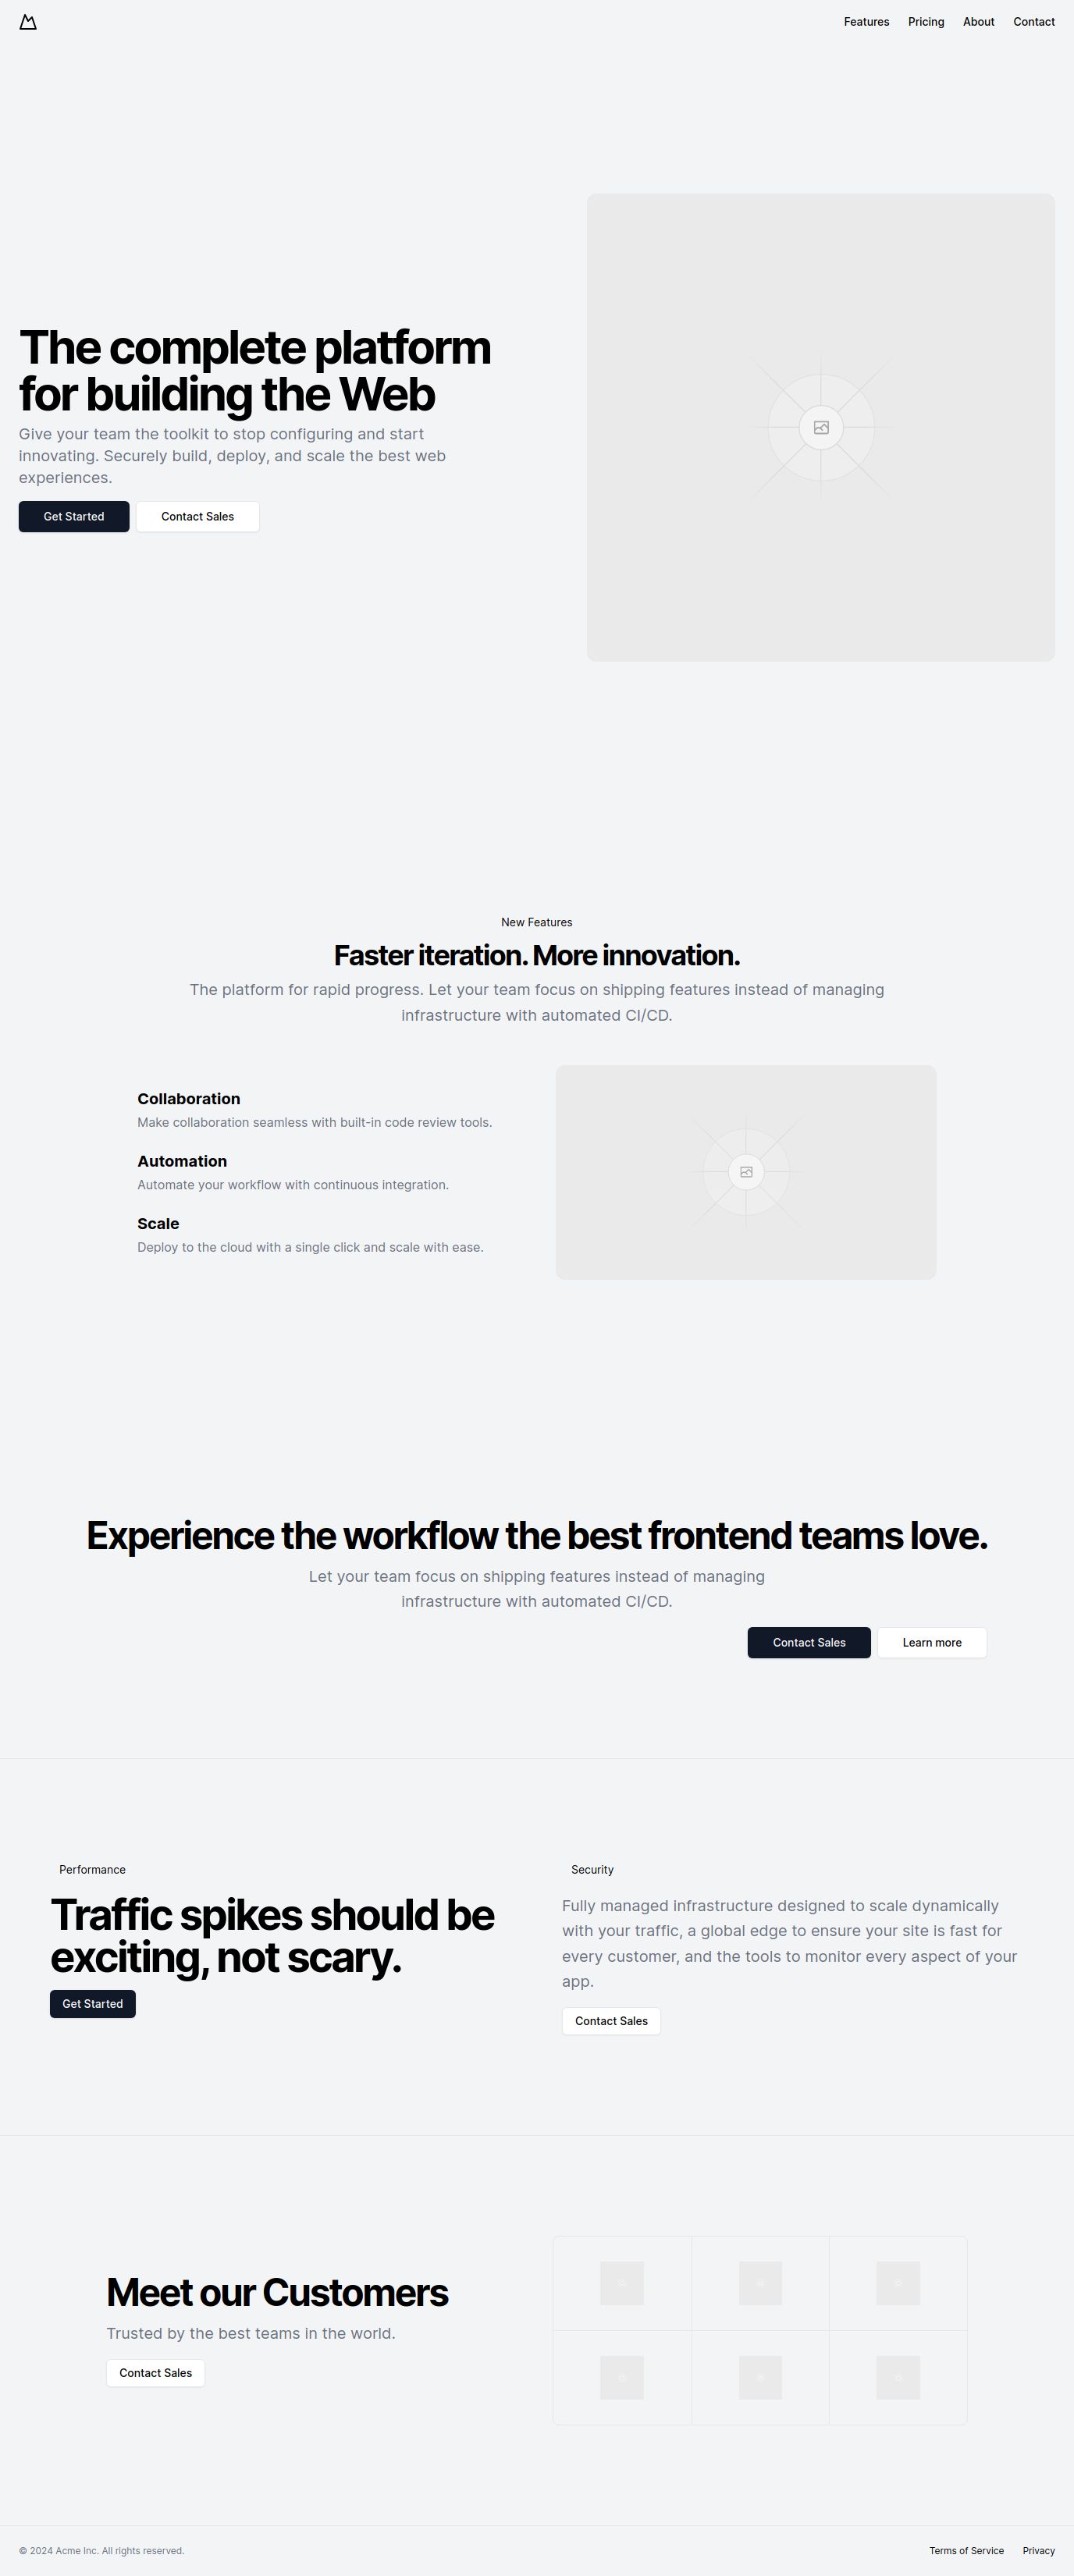 Features Pricing About Contact
The complete platform
for building the Web
Give your team the toolkit to stop configuring and start
innovating. Securely build, deploy, and scale the best web
experiences.
Get Started Contact Sales
New Features
Faster iteration. More innovation.
The platform for rapid progress. Let your team focus on shipping features instead of managing
infrastructure with automated CI/CD.
Collaboration
Make collaboration seamless with built-in code review tools.
Automation
Automate your workflow with continuous integration.
Scale
Deploy to the cloud with a single click and scale with ease.
Experience the workflow the best frontend teams love.
Let your team focus on shipping features instead of managing
infrastructure with automated CI/CD.
Contact Sales Learn more
Performance
Traffic spikes should be
exciting, not scary.
Get Started
Security
Fully managed infrastructure designed to scale dynamically
with your traffic, a global edge to ensure your site is fast for
every customer, and the tools to monitor every aspect of your
app.
Contact Sales
Meet our Customers
Trusted by the best teams in the world.
Contact Sales
© 2024 Acme Inc. All rights reserved.
Terms of Service Privacy